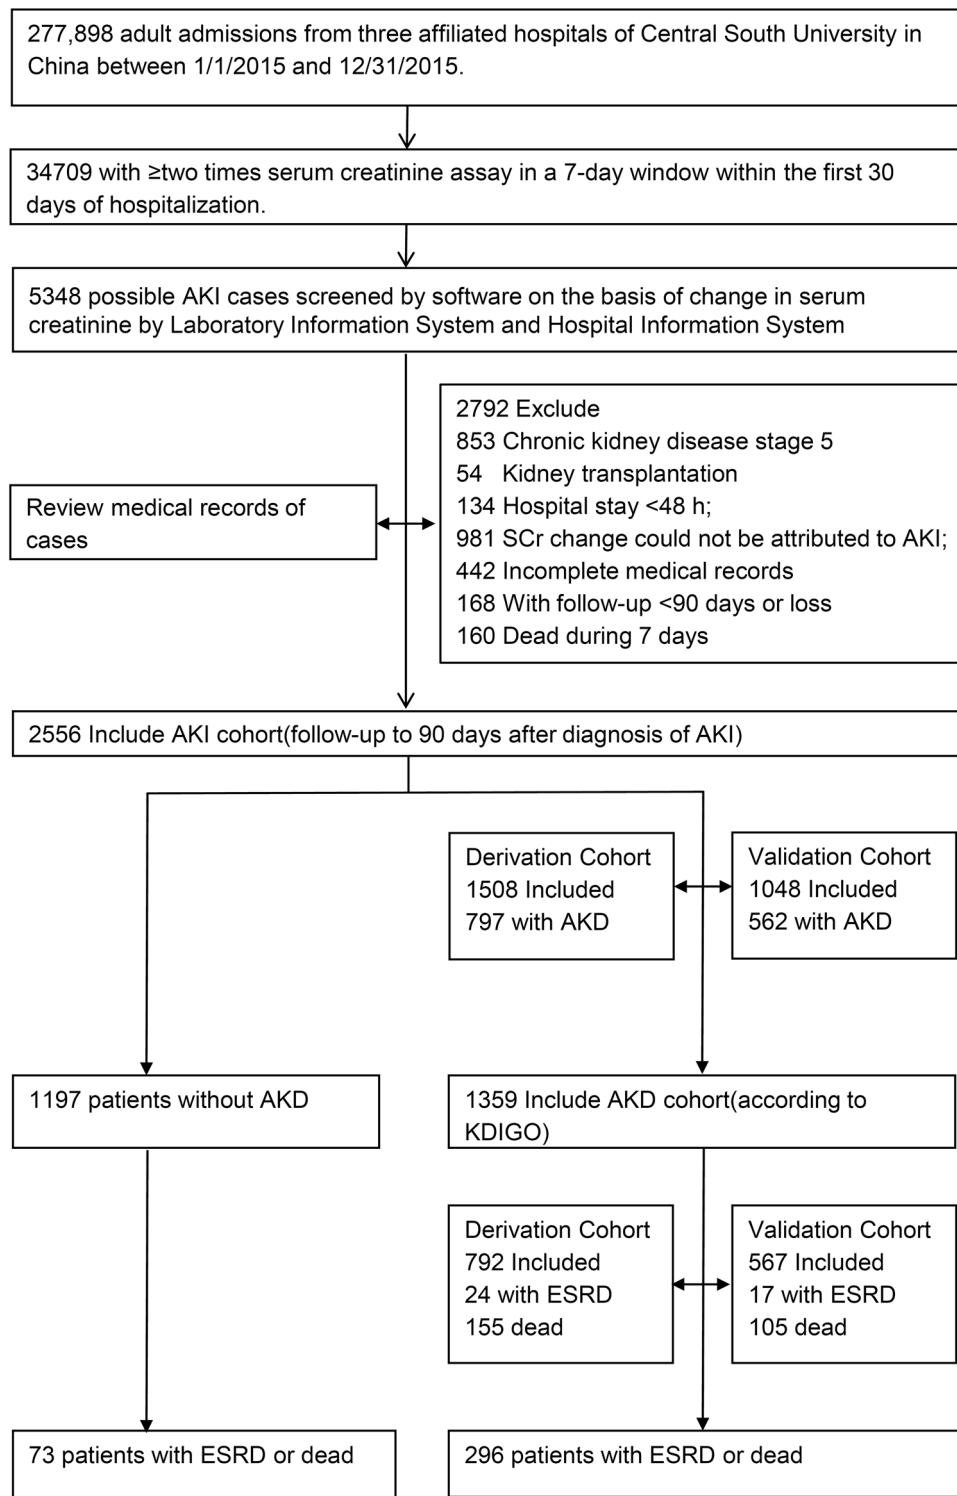 277,898 adult admissions from three affiliated hospitals of Central South University in
China between 1/1/2015 and 12/31/2015.
34709 with ≥two times serum creatinine assay in a 7-day window within the first 30
days of hospitalization.
5348 possible AKI cases screened by software on the basis of change in serum
creatinine by Laboratory Information System and Hospital Information System
2792 Exclude
853 Chronic kidney disease stage 5
54 Kidney transplantation
134 Hospital stay <48 h;
981 SCr change could not be attributed to AKI;
442 Incomplete medical records
168 With follow-up <90 days or loss
160 Dead during 7 days
Review medical records of
cases
2556 Include AKI cohort(follow-up to 90 days after diagnosis of AKI)
Derivation Cohort
1508 Included
797 with AKD
Validation Cohort
1048 Included
562 with AKD
1197 patients without AKD
1359 Include AKD cohort(according to
KDIGO)
Derivation Cohort
792 Included
24 with ESRD
155 dead
Validation Cohort
567 Included
17 with ESRD
105 dead
73 patients with ESRD or dead
296 patients with ESRD or dead